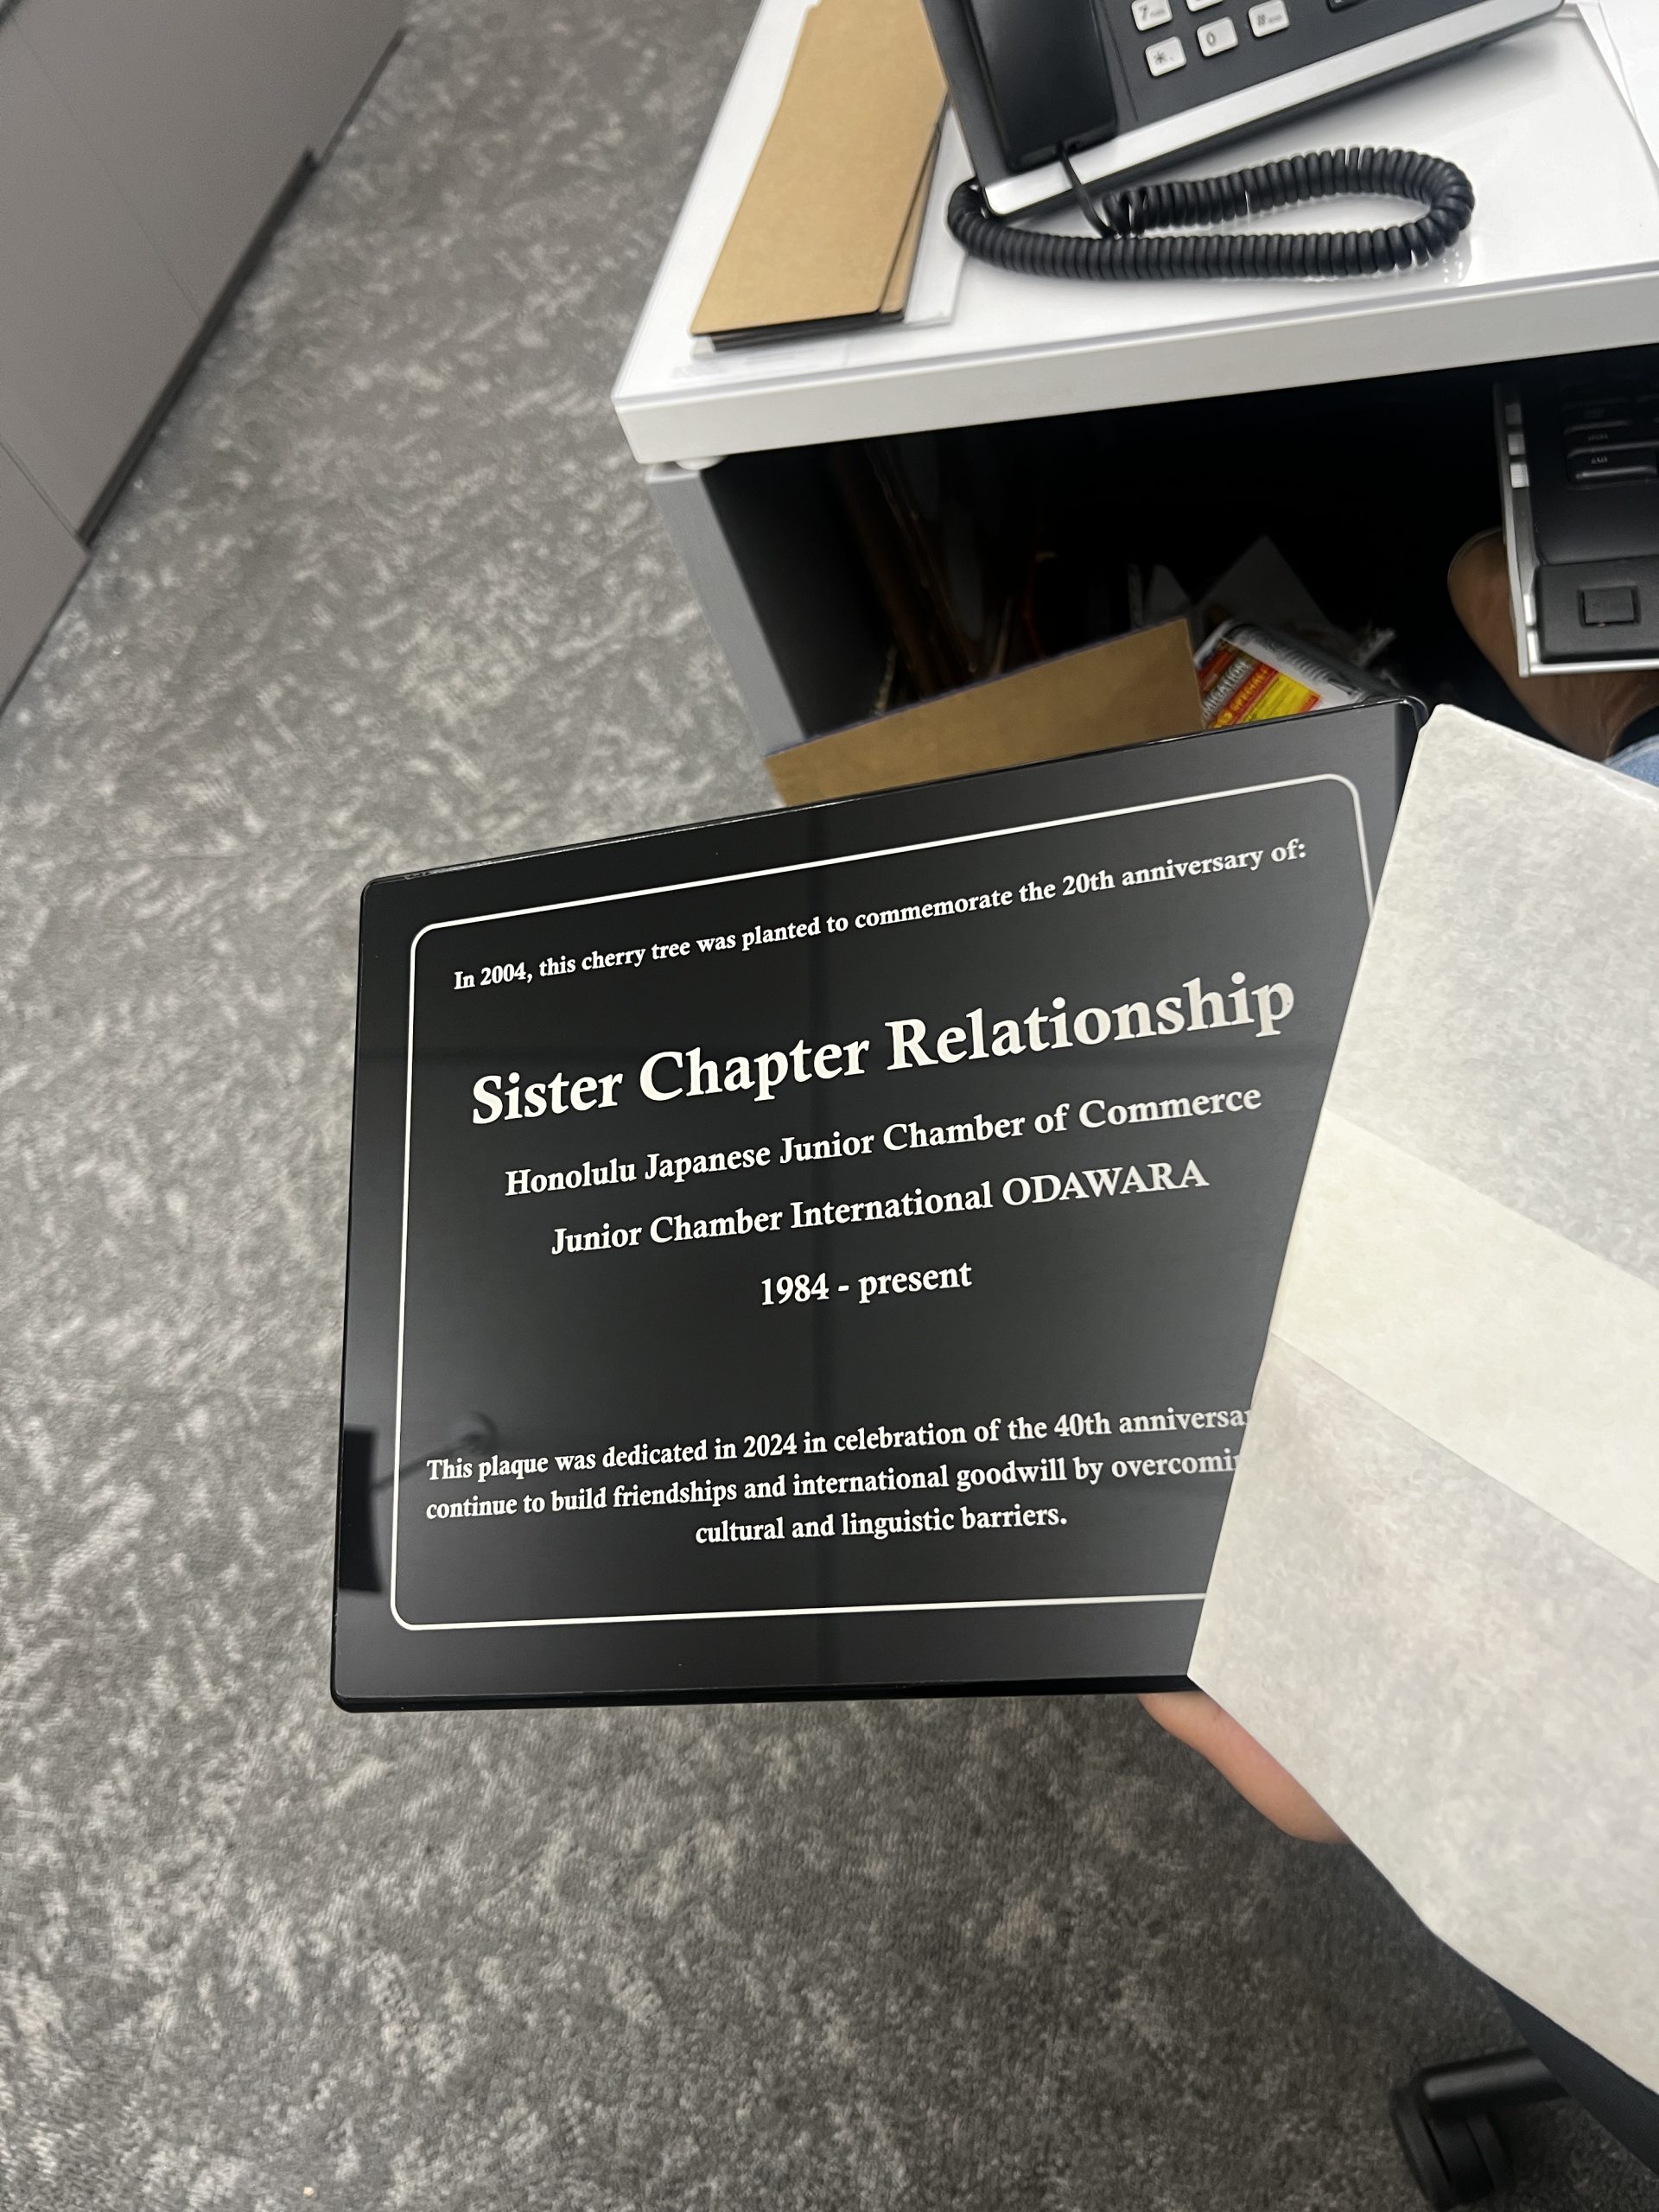 7
0
#
*
In 2004, this cherry tree was planted to commemorate the 20th anniversary of:
Sister Chapter Relationship
Honolulu Japanese Junior Chamber of Commerce
Junior Chamber International ODAWARA
1984 - present
This plaque was dedicated in 2024 in celebration of the 40th
continue to build friendships and international goodwill by
cultural and linguistic barriers.